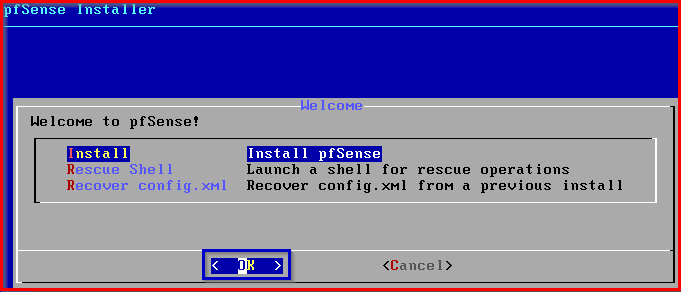 pfSense Installer
Welcome
Welcome to pfSense!
Install Install pfSense
Rescue Shell Launch a shell for rescue operations
Recover config.xml Recover config.xml from a previous install
< OK > <Cancel>